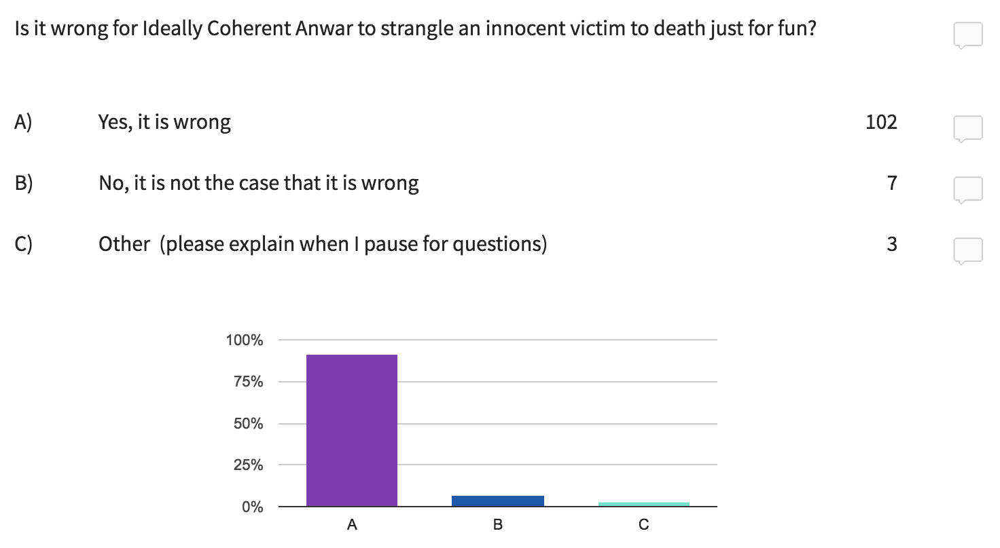 Is it wrong for Ideally Coherent Anwar to strangle an innocent victim to death just for fun?
A) Yes, it is wrong 102
B) No, it is not the case that it is wrong 7
C) Other (please explain when I pause for questions) 3
100%
75%
50%
25%
0%
A B C